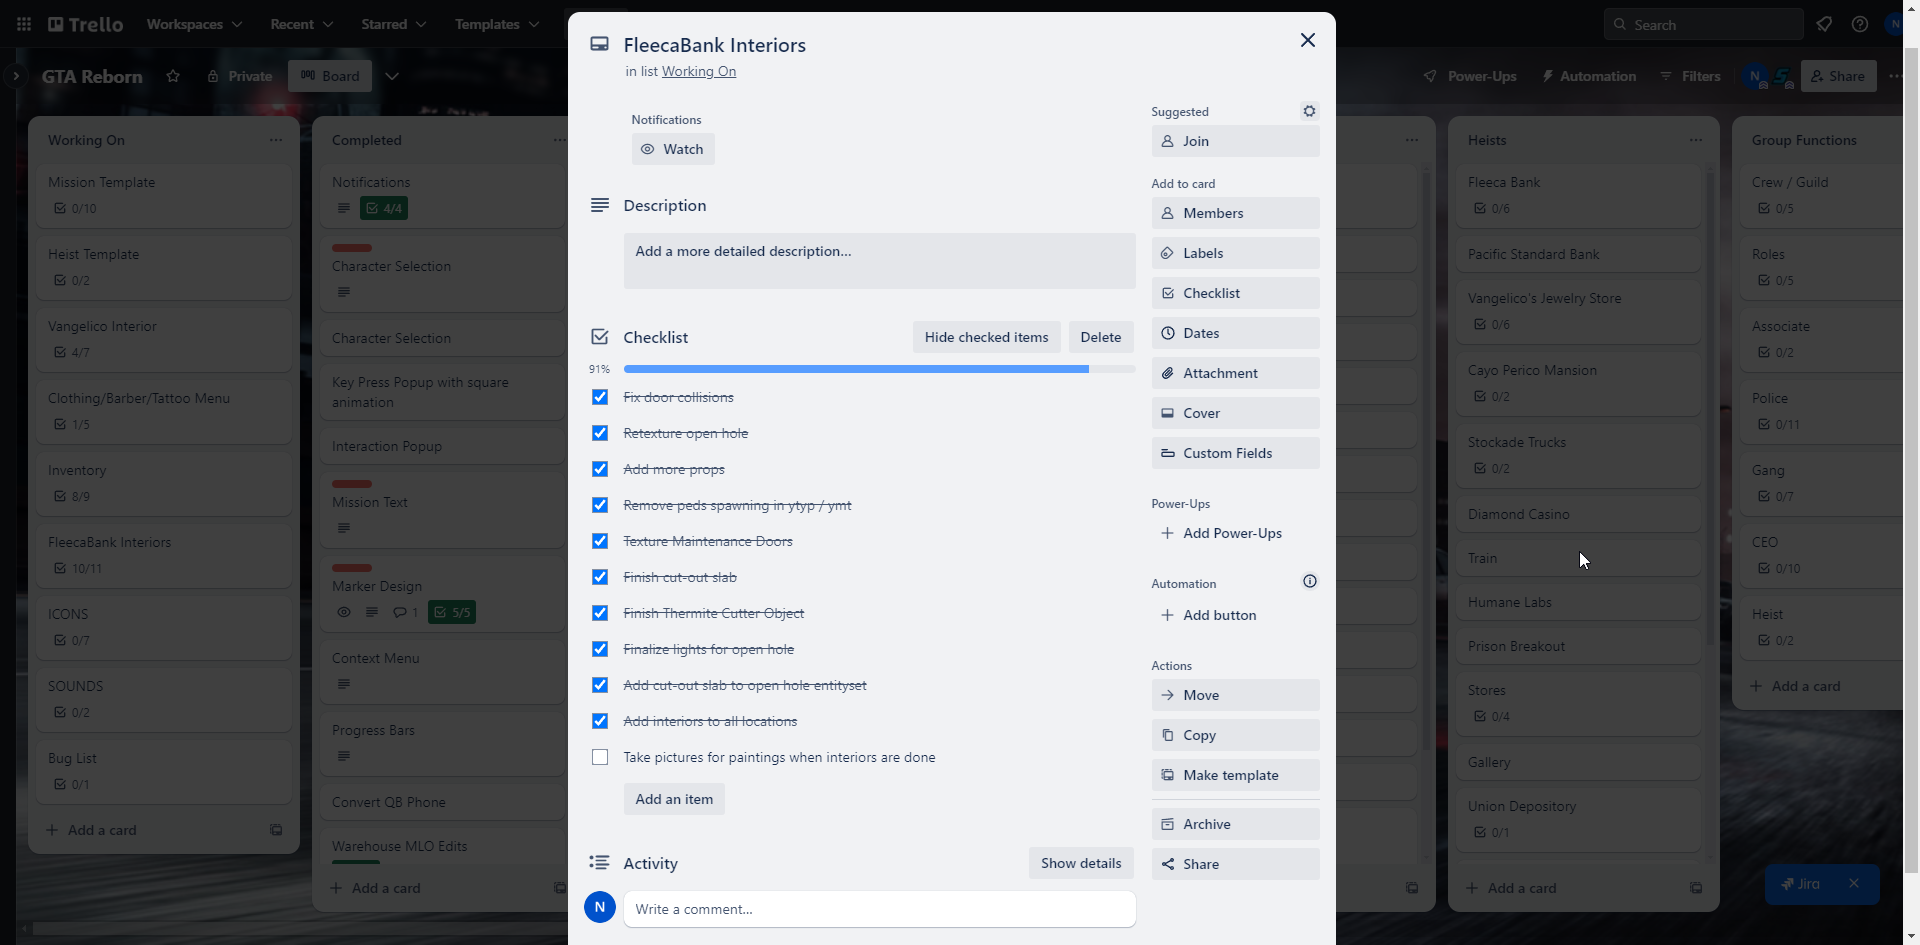 Trello
Workspaces
Recent
Starred
Templates
Search
N
GTA Reborn
Private
Board
Power-Ups
Automation
Filters
N
Share
Working On
Mission Template
0/10
Heist Template
0/2
Vangelico Interior
4/7
Clothing/Barber/Tattoo Menu
1/5
Inventory
8/9
FleecaBank Interiors
10/11
ICONS
0/7
SOUNDS
0/2
Bug List
0/1
Add a card
Completed
Notifications
4/4
Character Selection
Character Selection
Key Press Popup with square
animation
Interaction Popup
Mission Text
Marker Design
1
5/5
Context Menu
Progress Bars
Convert QB Phone
Warehouse MLO Edits
Add a card
FleecaBank Interiors
in list Working On
Notifications
Watch
Description
Add a more detailed description...
Checklist
Hide checked items
Delete
91%
Fix door collisions
Retexture open hole
Add more props
Remove peds spawning in ytyp / ymt
Texture Maintenance Doors
Finish cut-out slab
Finish Thermite Cutter Object
Finalize lights for open hole
Add cut-out slab to open hole entityset
Add interiors to all locations
Take pictures for paintings when interiors are done
Add an item
Activity
Show details
N
Write a comment...
Suggested
Join
Add to card
Members
Labels
Checklist
Dates
Attachment
Cover
Custom Fields
Power-Ups
Add Power-Ups
Automation
Add button
Actions
Move
Copy
Make template
Archive
Share
Heists
Fleeca Bank
0/6
Pacific Standard Bank
Vangelico's Jewelry Store
0/6
Cayo Perico Mansion
0/2
Stockade Trucks
0/2
Diamond Casino
Train
Humane Labs
Prison Breakout
Stores
0/4
Gallery
Union Depository
0/1
Add a card
Group Functions
Crew / Guild
0/5
Roles
0/5
Associate
0/2
Police
0/11
Gang
0/7
CEO
0/10
Heist
0/2
Add a card
Jira